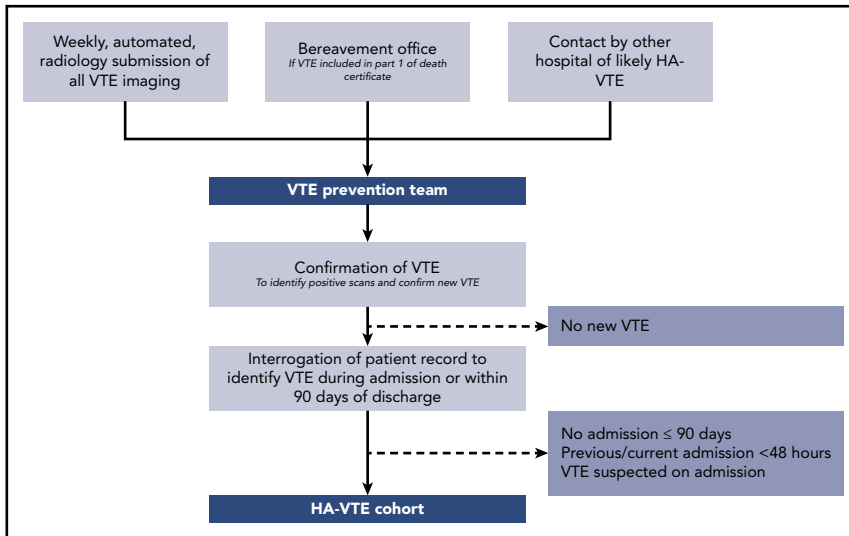 Weekly, automated,
radiology submission of
all VTE imaging
Bereavement office
If VTE included in part 1 of death
certificate
Contact by other
hospital of likely HA-
VTE
VTE prevention team
Confirmation of VTE
To identify positive scans and confirm new VTE
No new VTE
Interrogation of patient record to
identify VTE during admission or within
90 days of discharge
No admission ≤ 90 days
Previous/current admission <48 hours
VTE suspected on admission
HA-VTE cohort